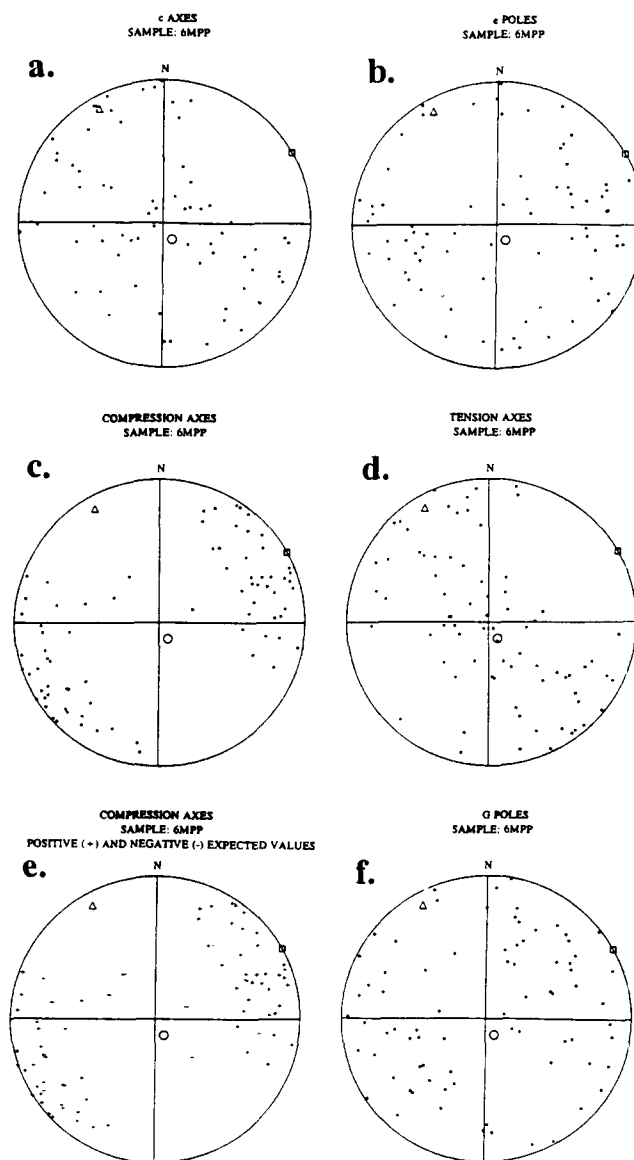 c AXES
SAMPLE: 6MPP
a.
N
e POLES
SAMPLE: 6MPP
b.
N
COMPRESSION AXES
SAMPLE: 6MPP
c.
N
TENSION AXES
SAMPLE: 6MPP
d.
N
COMPRESSION AXES
SAMPLE: 6MPP
POSITIVE (+) AND NEGATIVE (-) EXPECTED VALUES
e.
N
G POLES
SAMPLE: 6MPP
f.
N